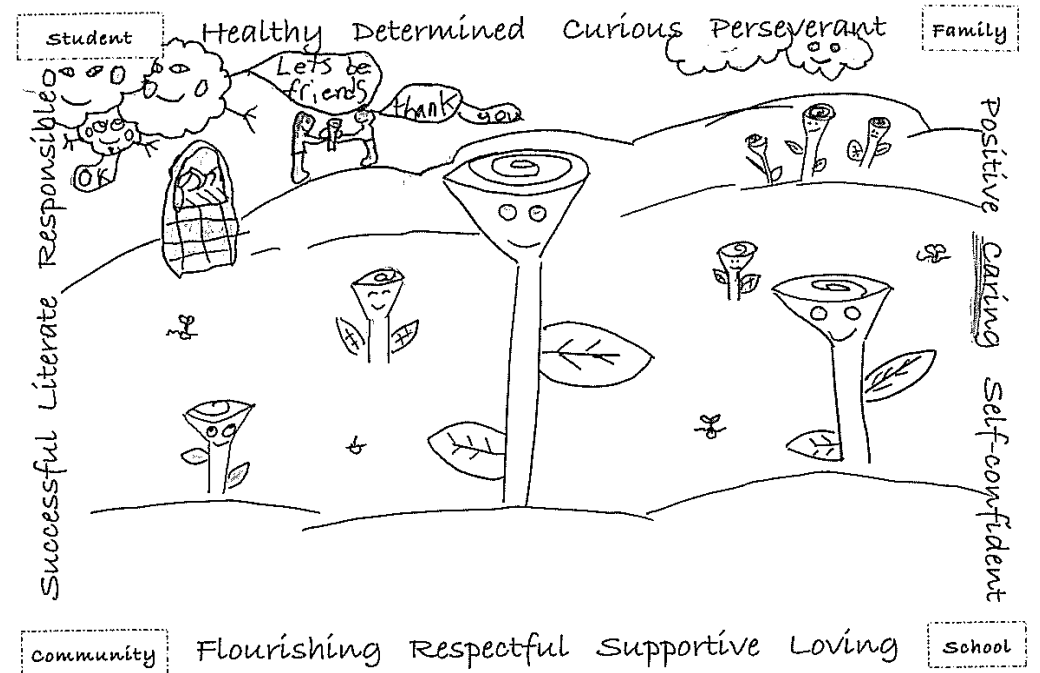 Student
Healthy Determined Curious Perseverant
Family
Lets be
friends
thank you
OK
Successful Literate Responsible
Positive Caring Self-confident
Community
Flourishing Respectful Supportive Loving
School